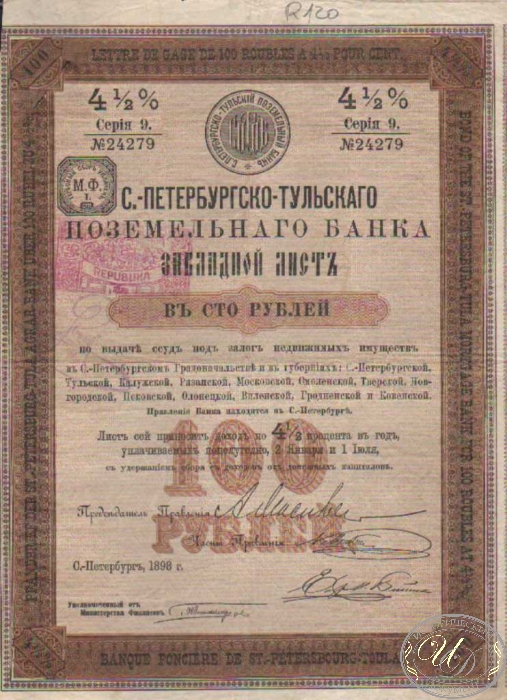 R120
LETTRE DE GAGE DE 100 ROUBLES A 4½ POUR CENT.
100
4½%
Серія 9.
№24279
С.ПЕТЕРБУРГСКО-ТУЛЬСКІЙ ПОЗЕМЕЛЬНЫЙ БАНКЪ
4½%
Серія 9.
№24279
М.Ф.
REPUBLIKA
С.-ПЕТЕРБУРГСКО-ТУЛЬСКАГО
ПОЗЕМЕЛЬНАГО БАНКА
ЗАКЛАДНОЙ ЛИСТЪ
ВЪ СТО РУБЛЕЙ
по выдачѣ ссудъ подъ залогъ недвижимыхъ имуществъ
въ С.-Петербургскомъ Градоначальствѣ и въ губерніяхъ: С.-Петербургской,
Тульской, Калужской, Рязанской, Московской, Смоленской, Тверской, Нов-
городской, Псковской, Олонецкой, Виленской, Гродненской и Ковенской.
Правленіе Банка находится въ С.-Петербургѣ.
100
РУБЛЕЙ
Листъ сей приноситъ доходъ по 4½ процента въ годъ,
уплачиваемыхъ полугодно, 2 Января и 1 Іюля,
съ удержаніемъ сбора съ доходовъ отъ денежныхъ капиталовъ.
Предсѣдатель Правленія
Члены Правленія
С.-Петербургъ, 1898 г.
Уполномоченный отъ
Министерства Финансовъ
BANQUE FONCIÈRE DE ST.-PETERSBOURG-TOULA